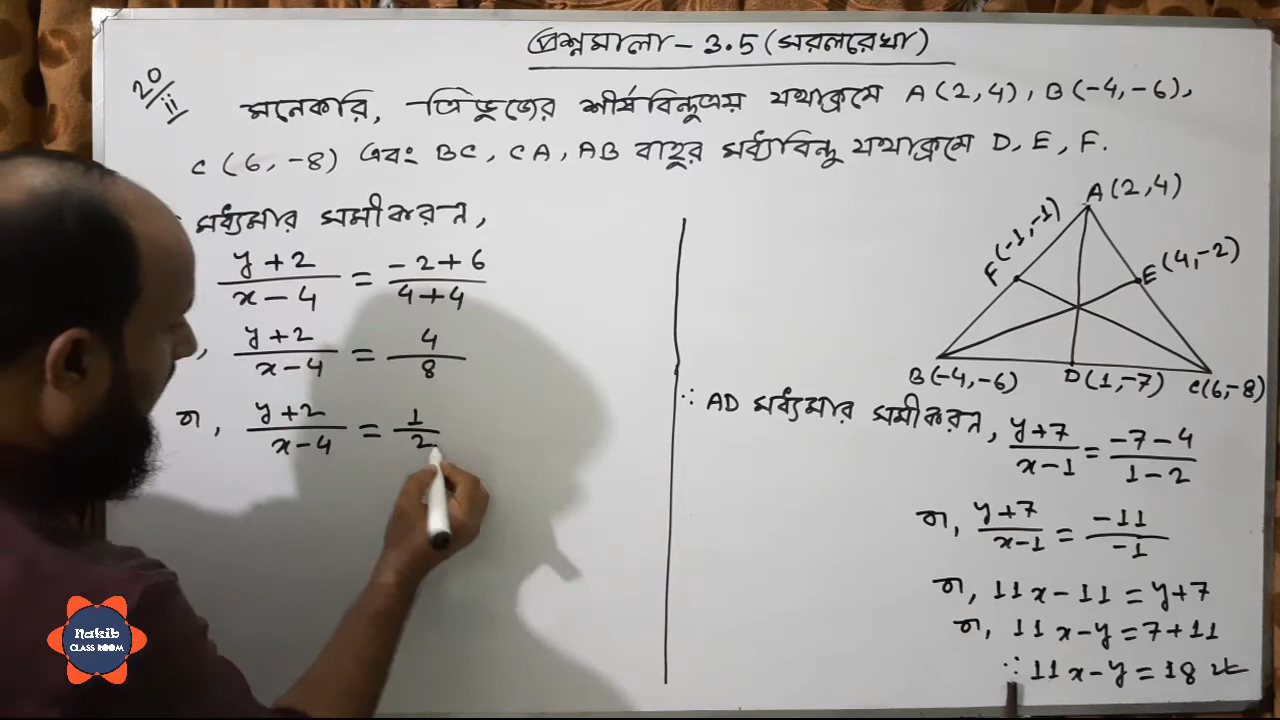 প্রশ্নমালা - 3.5 (সরলরেখা)
20/ii
মনেকরি, ত্রিভুজের শীর্ষবিন্দুত্রয় যথাক্রমে A(2,4), B(-4,-6),
C(6,-8) এবং BC, CA, AB বাহুর মধ্যবিন্দু যথাক্রমে D, E, F.
মধ্যমার সমীকরণ,
y+2/x-4 = -2+6/4+4
, y+2/x-4 = 4/8
বা, y+2/x-4 = 1/2
A(2,4)
F(-1,-1)
E(4,-2)
B(-4,-6) D(1,-7) C(6,-8)
∴ AD মধ্যমার সমীকরণ, y+7/x-1 = -7-4/1-2
বা, y+7/x-1 = -11/-1
বা, 11x-11 = y+7
বা, 11x-y = 7+11
∴ 11x-y = 18
Nakib
CLASS ROOM